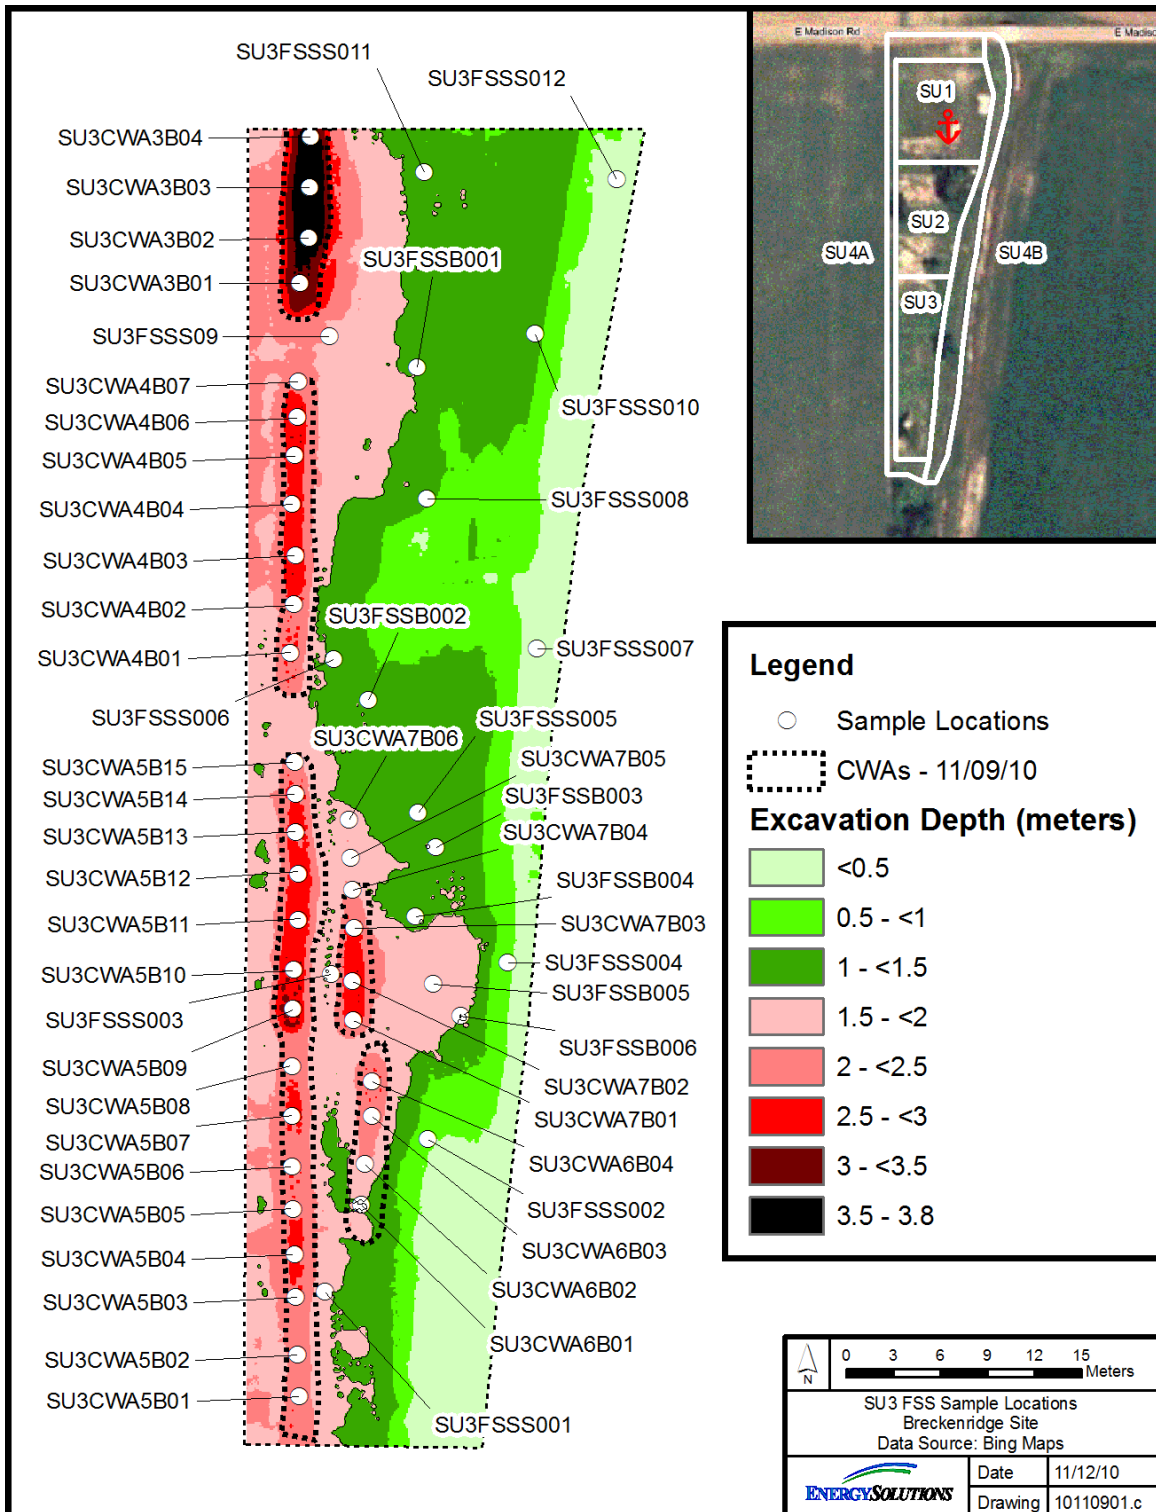 SU3FSSS011
SU3FSSS012
SU3CWA3B04
SU3CWA3B03
SU3CWA3B02
SU3FSSB001
SU3CWA3B01
SU3FSSS09
SU3CWA4B07
SU3FSSS010
SU3CWA4B06
SU3CWA4B05
SU3FSSS008
SU3CWA4B04
SU3CWA4B03
SU3CWA4B02
SU3FSSB002
SU3CWA4B01
SU3FSSS007
SU3FSSS006
SU3FSSS005
SU3CWA7B06
SU3CWA5B15
SU3CWA7B05
SU3CWA5B14
SU3FSSB003
SU3CWA5B13
SU3CWA7B04
SU3CWA5B12
SU3FSSB004
SU3CWA5B11
SU3CWA7B03
SU3CWA5B10
SU3FSSS004
SU3FSSB005
SU3FSSS003
SU3FSSB006
SU3CWA5B09
SU3CWA7B02
SU3CWA5B08
SU3CWA7B01
SU3CWA5B07
SU3CWA5B06
SU3CWA6B04
SU3CWA5B05
SU3FSSS002
SU3CWA5B04
SU3CWA6B03
SU3CWA5B03
SU3CWA6B02
SU3CWA5B02
SU3CWA6B01
SU3CWA5B01
SU3FSSS001
E Madison Rd
E Madiso
SU1
SU2
SU4A
SU4B
SU3
Legend
Sample Locations
CWAs - 11/09/10
Excavation Depth (meters)
<0.5
0.5 - <1
1 - <1.5
1.5 - <2
2 - <2.5
2.5 - <3
3 - <3.5
3.5 - 3.8
N
0 3 6 9 12 15
Meters
SU3 FSS Sample Locations
Breckenridge Site
Data Source: Bing Maps
ENERGYSOLUTIONS
Date 11/12/10
Drawing 10110901.c